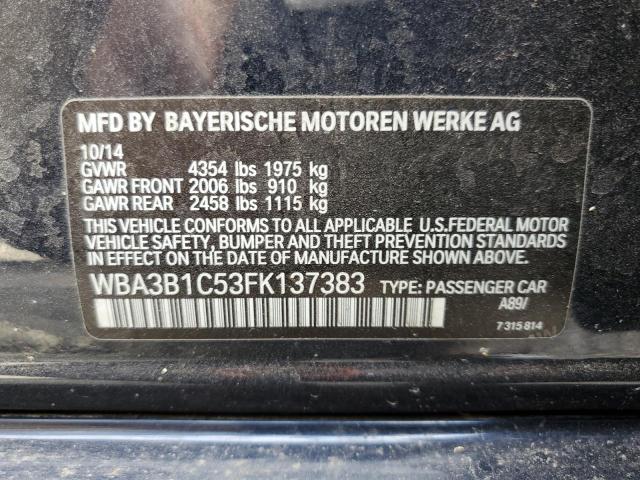 MFD BY BAYERISCHE MOTOREN WERKE AG
10/14
GVWR 4354 lbs 1975 kg
GAWR FRONT 2006 lbs 910 kg
GAWR REAR 2458 lbs 1115 kg
THIS VEHICLE CONFORMS TO ALL APPLICABLE U.S.FEDERAL MOTOR
VEHICLE SAFETY, BUMPER AND THEFT PREVENTION STANDARDS
IN EFFECT ON THE DATE OF MANUFACTURE SHOWN ABOVE.
WBA3B1C53FK137383 TYPE: PASSENGER CAR
A89/
7 315 814